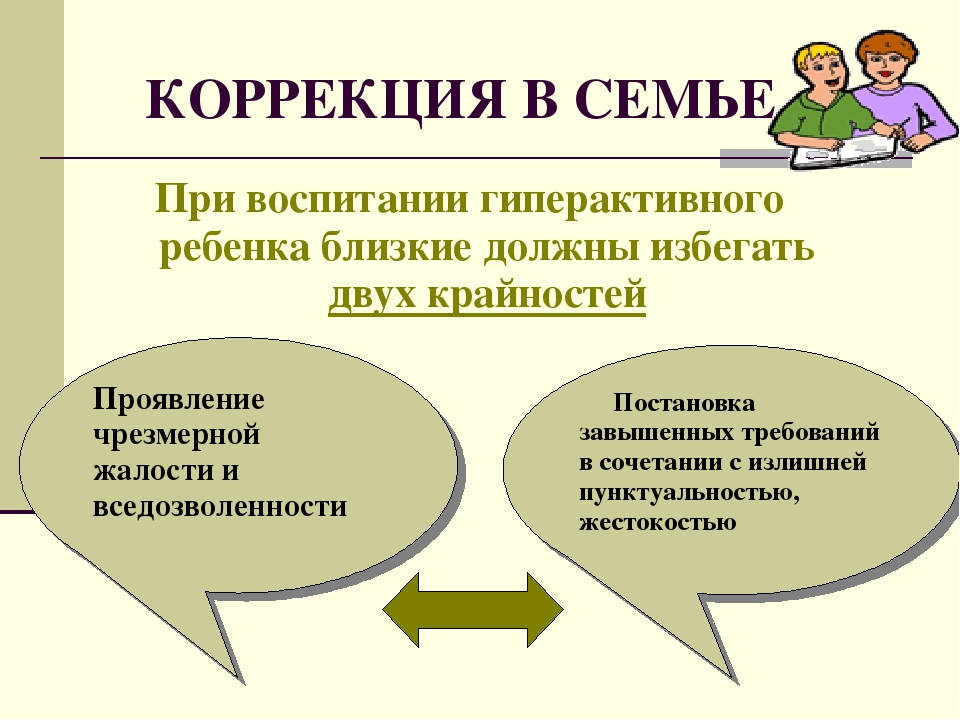 КОРРЕКЦИЯ В СЕМЬЕ
При воспитании гиперактивного
ребенка близкие должны избегать
двух крайностей
Проявление
чрезмерной
жалости и
вседозволенности
Постановка
завышенных требований
в сочетании с излишней
пунктуальностью,
жестокостью